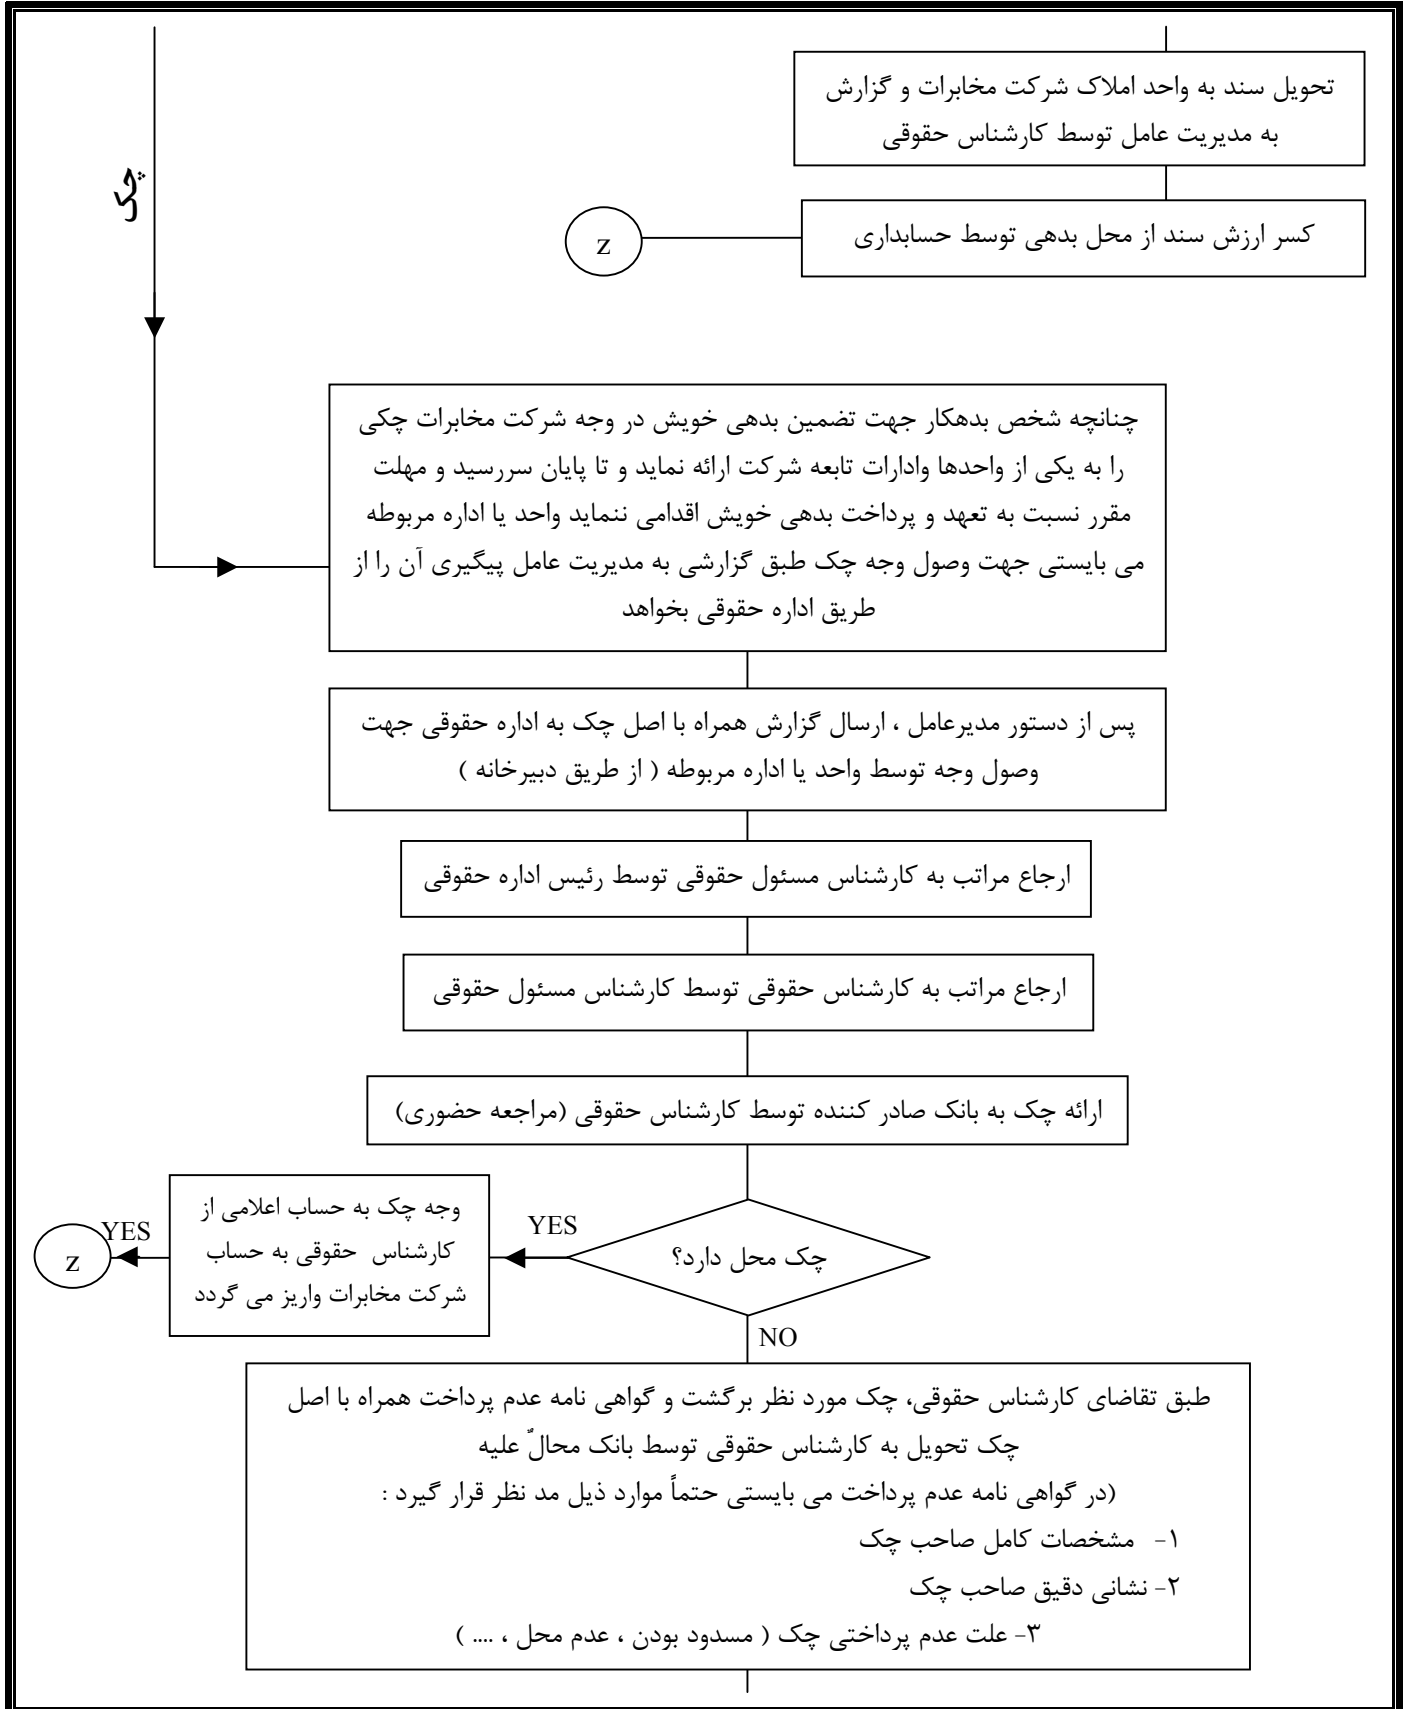 تحویل سند به واحد املاک شرکت مخابرات و گزارش
به مدیریت عامل توسط کارشناس حقوقی
چک
کسر ارزش سند از محل بدهی توسط حسابداری
z
چنانچه شخص بدهکار جهت تضمین بدهی خویش در وجه شرکت مخابرات چکی
را به یکی از واحدها وادارات تابعه شرکت ارائه نماید و تا پایان سررسید و مهلت
مقرر نسبت به تعهد و پرداخت بدهی خویش اقدامی ننماید واحد یا اداره مربوطه
می بایستی جهت وصول وجه چک طبق گزارشی به مدیریت عامل پیگیری آن را از
طریق اداره حقوقی بخواهد
پس از دستور مدیرعامل ، ارسال گزارش همراه با اصل چک به اداره حقوقی جهت
وصول وجه توسط واحد یا اداره مربوطه ( از طریق دبیرخانه )
ارجاع مراتب به کارشناس مسئول حقوقی توسط رئیس اداره حقوقی
ارجاع مراتب به کارشناس حقوقی توسط کارشناس مسئول حقوقی
ارائه چک به بانک صادر کننده توسط کارشناس حقوقی (مراجعه حضوری)
چک محل دارد؟
YES
وجه چک به حساب اعلامی از
کارشناس حقوقی به حساب
شرکت مخابرات واریز می گردد
YES
z
NO
طبق تقاضای کارشناس حقوقی، چک مورد نظر برگشت و گواهی نامه عدم پرداخت همراه با اصل
چک تحویل به کارشناس حقوقی توسط بانک محالٌ علیه
(در گواهی نامه عدم پرداخت می بایستی حتماً موارد ذیل مد نظر قرار گیرد :
۱- مشخصات کامل صاحب چک
۲- نشانی دقیق صاحب چک
۳- علت عدم پرداختی چک ( مسدود بودن ، عدم محل ، .... )